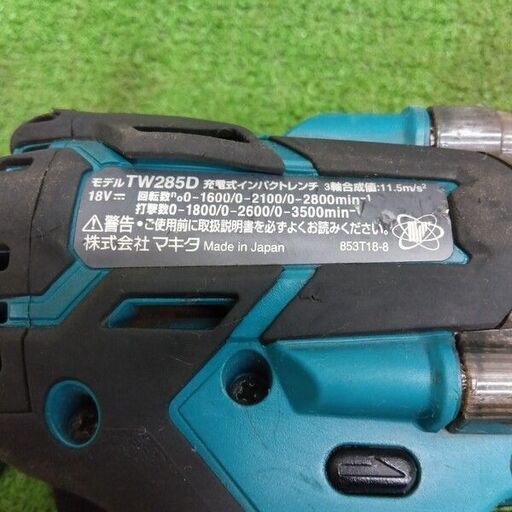 モデル TW285D 充電式インパクトレンチ 3軸合成値:11.5m/s²
18V⎓ 回転数n₀0-1600/0-2100/0-2800min⁻¹
打撃数0-1800/0-2600/0-3500min⁻¹
⚠警告・ご使用前に取扱説明書を必ずよくお読みください。
株式会社 マキタ Made in Japan 853T18-8